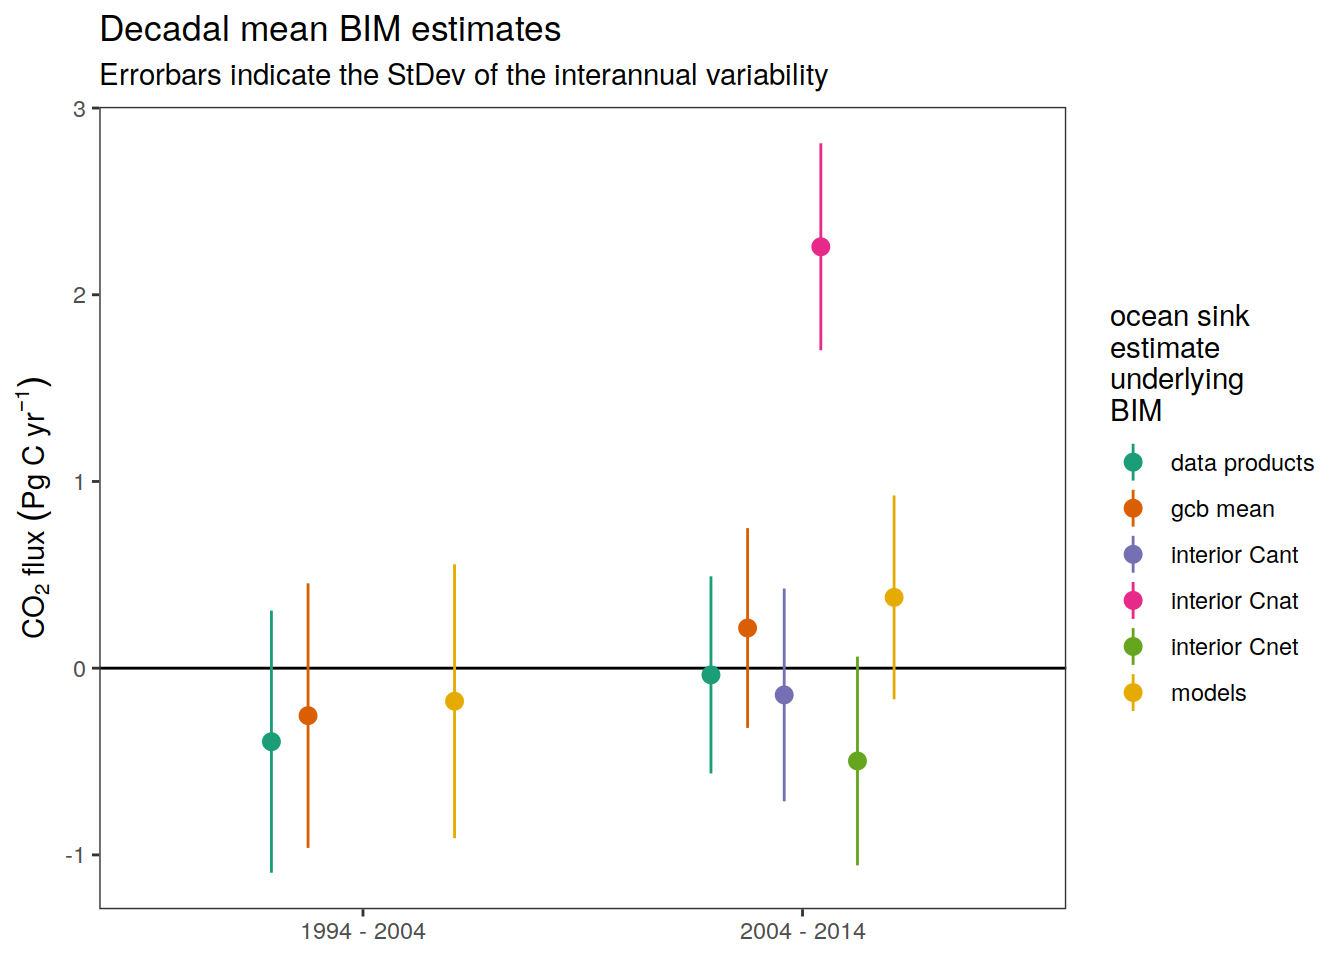 Decadal mean BIM estimates
Errorbars indicate the StDev of the interannual variability
CO₂ flux (Pg C yr⁻¹)
3
2
1
0
-1
1994 - 2004
2004 - 2014
ocean sink
estimate
underlying
BIM
data products
gcb mean
interior Cant
interior Cnat
interior Cnet
models